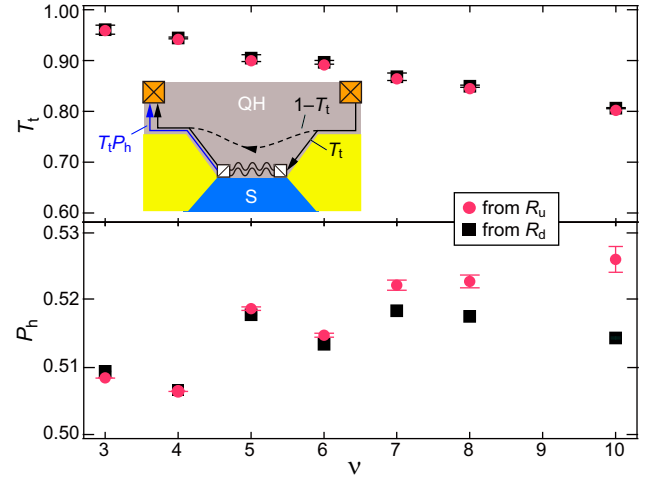 1.00
0.90
0.80
0.70
0.60
T_t
QH
1–T_t
T_tP_h
T_t
S
from R_u
from R_d
0.53
0.52
0.51
0.50
P_h
3 4 5 6 7 8 9 10
ν